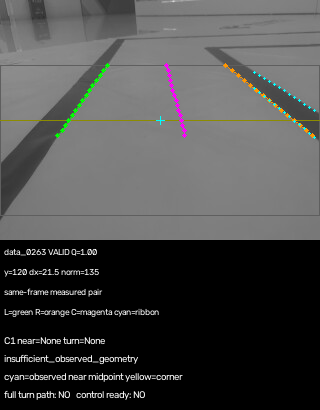 data_0263 VALID Q=1.00
y=120 dx=21.5 norm=135
same-frame measured pair
L=green R=orange C=magenta cyan=ribbon
C1 near=None turn=None
insufficient_observed_geometry
cyan=observed near midpoint yellow=corner
full turn path: NO control ready: NO